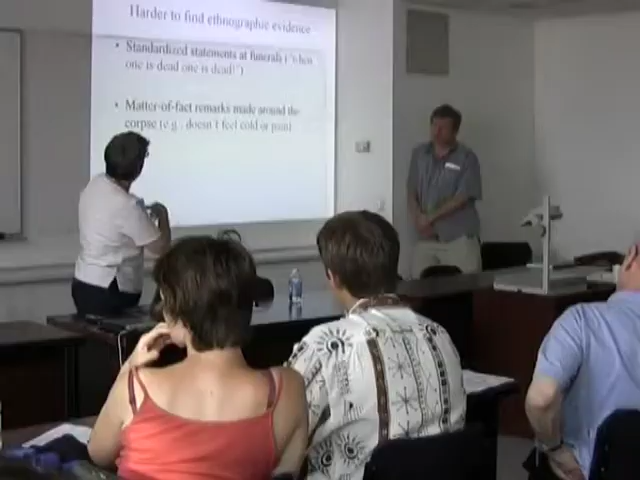 Harder to find ethnographic evidence
• Standardized statements at funerals ("when
one is dead one is dead!")
• Matter-of-fact remarks made around the
corpse (e.g., doesn't feel cold or pain)